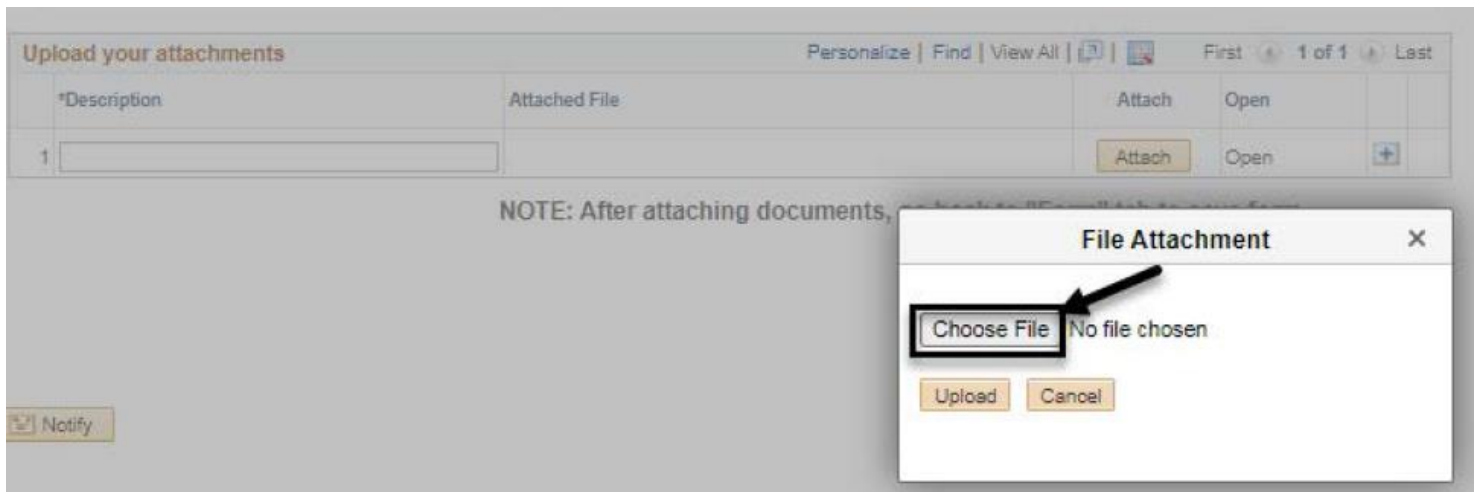 Upload your attachments Personalize | Find | View All | | First 1 of 1 Last
*Description Attached File Attach Open
1 Attach Open
NOTE: After attaching documents,
File Attachment ×
Choose File No file chosen
Upload Cancel
Notify